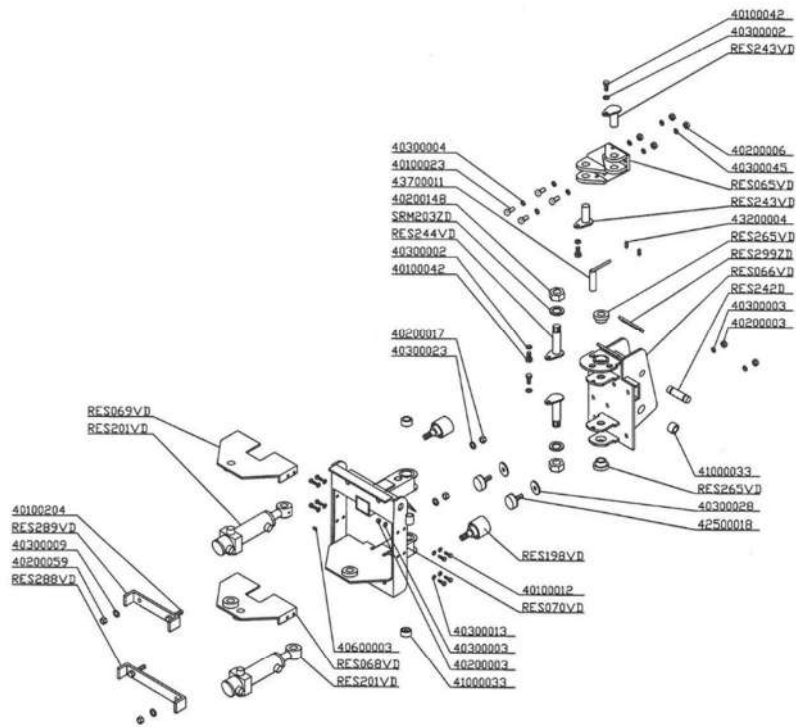 40100042
40300002
RES243VD
40200006
40300045
RES065VD
RES243VD
43200004
RES265VD
RES299ZD
RES066VD
RES242D
40300003
40200003
40300004
40100023
43700011
40200148
SRM203ZD
RES244VD
40300002
40100042
40200017
40300023
RES069VD
RES201VD
40100204
RES289VD
40300009
40200059
RES288VD
41000033
RES265VD
40300028
42500018
RES198VD
40100012
RES070VD
40300013
40300003
40200003
41000033
40600003
RES068VD
RES201VD